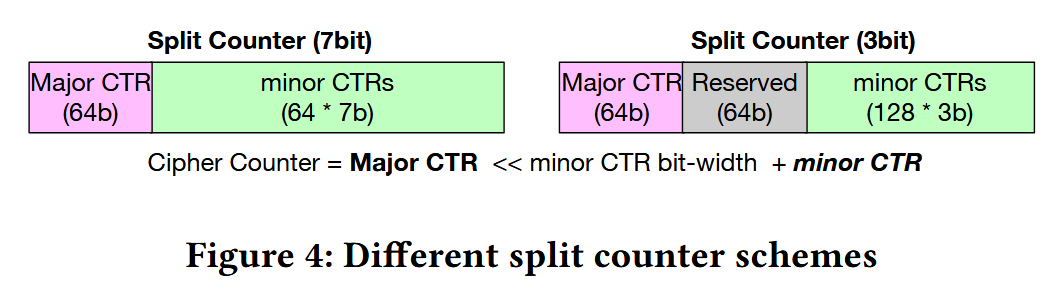 Split Counter (7bit)
Major CTR
(64b)
minor CTRs
(64 * 7b)
Split Counter (3bit)
Major CTR
(64b)
Reserved
(64b)
minor CTRs
(128 * 3b)
Cipher Counter = Major CTR << minor CTR bit-width + minor CTR
Figure 4: Different split counter schemes